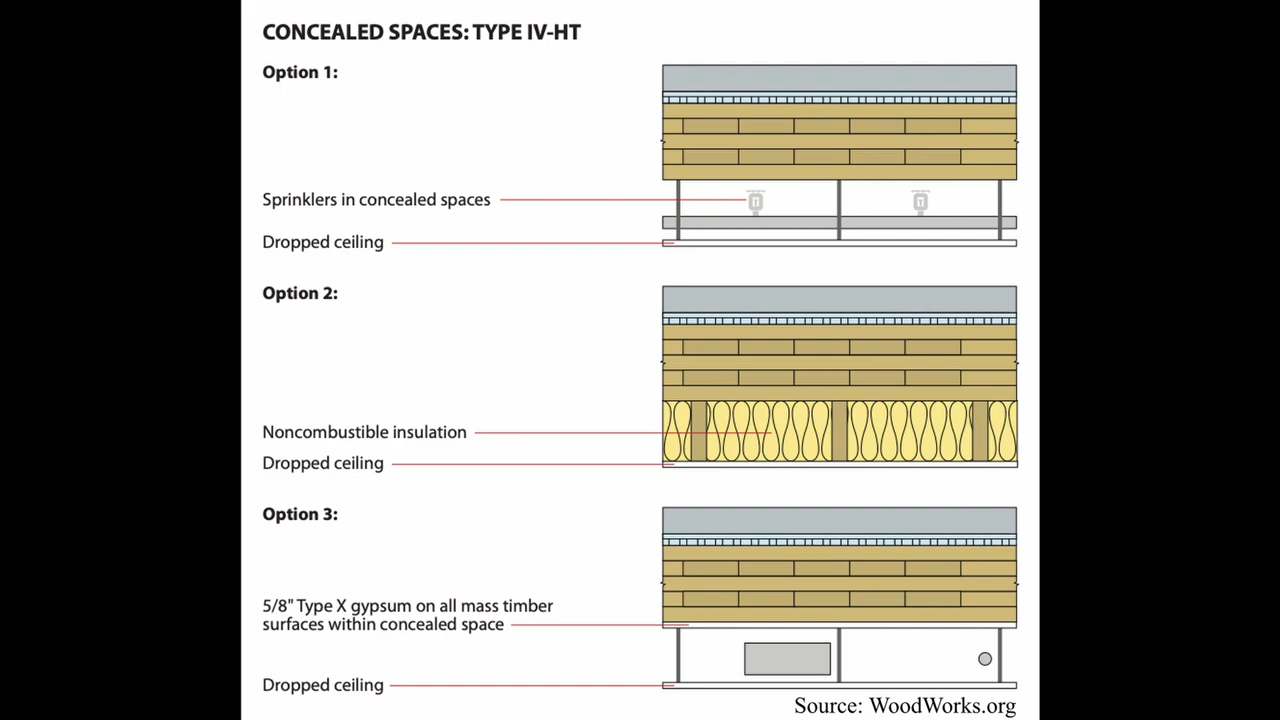 CONCEALED SPACES: TYPE IV-HT
Option 1:
Sprinklers in concealed spaces
Dropped ceiling
Option 2:
Noncombustible insulation
Dropped ceiling
Option 3:
5/8" Type X gypsum on all mass timber
surfaces within concealed space
Dropped ceiling
Source: WoodWorks.org